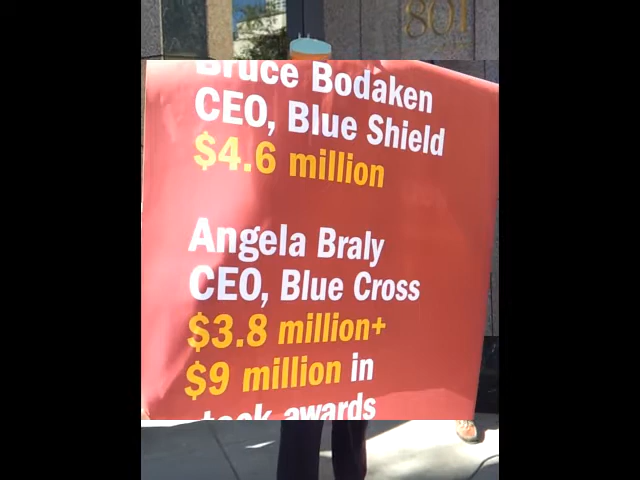 801
Bruce Bodaken
CEO, Blue Shield
$4.6 million
Angela Braly
CEO, Blue Cross
$3.8 million+
$9 million in
stock awards